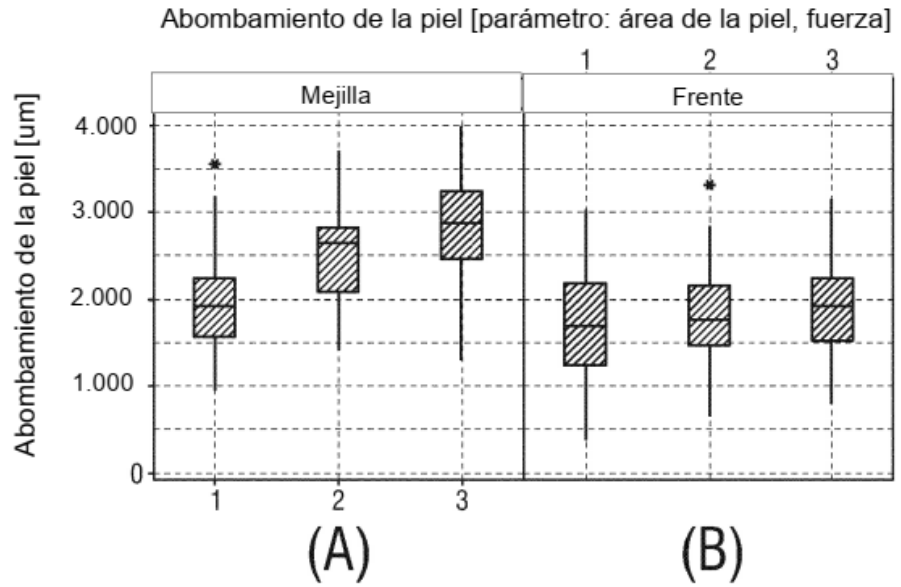 Abombamiento de la piel [parámetro: área de la piel, fuerza]
1 2 3
Mejilla Frente
Abombamiento de la piel [um]
4.000
3.000
2.000
1.000
0
1 2 3
(A) (B)